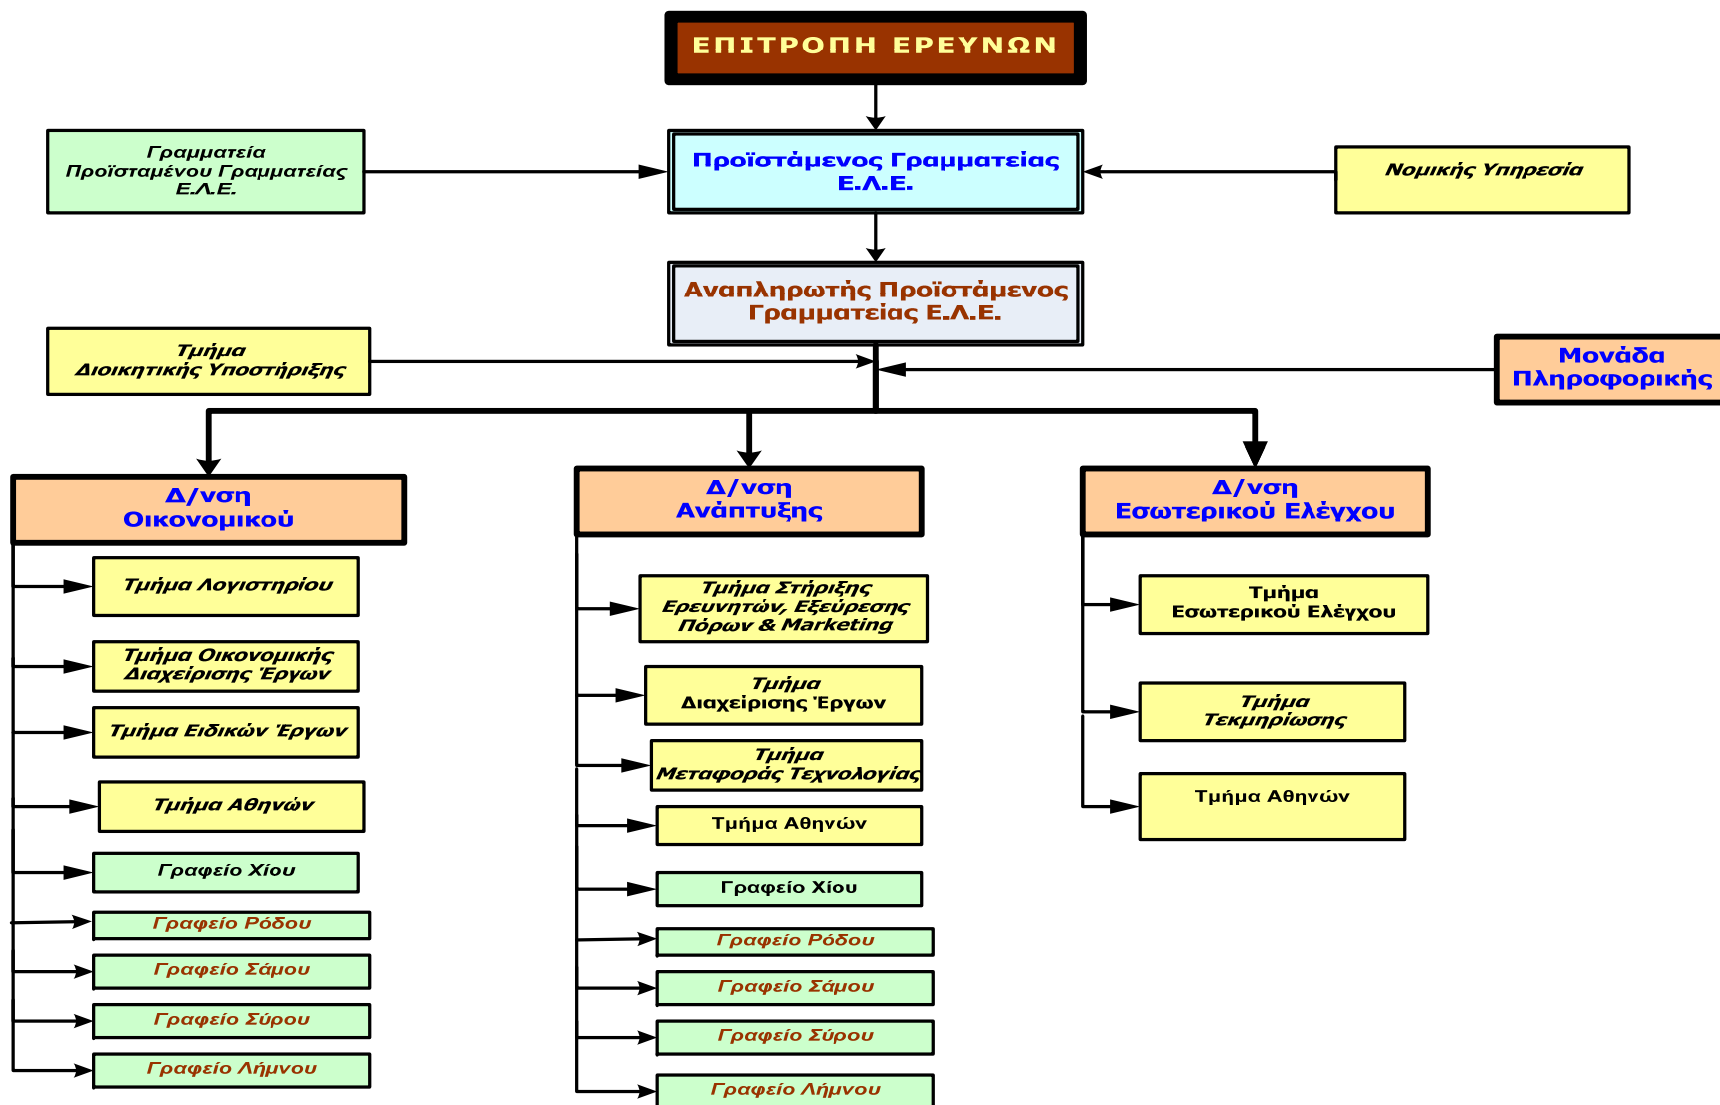 ΕΠΙΤΡΟΠΗ ΕΡΕΥΝΩΝ
Γραμματεία
Προϊσταμένου Γραμματείας
Ε.Λ.Ε.
Προϊστάμενος Γραμματείας
Ε.Λ.Ε.
Νομικής Υπηρεσία
Αναπληρωτής Προϊστάμενος
Γραμματείας Ε.Λ.Ε.
Τμήμα
Διοικητικής Υποστήριξης
Μονάδα
Πληροφορικής
Δ/νση
Οικονομικού
Τμήμα Λογιστηρίου
Τμήμα Οικονομικής
Διαχείρισης Έργων
Τμήμα Ειδικών Έργων
Τμήμα Αθηνών
Γραφείο Χίου
Γραφείο Ρόδου
Γραφείο Σάμου
Γραφείο Σύρου
Γραφείο Λήμνου
Δ/νση
Ανάπτυξης
Τμήμα Στήριξης
Ερευνητών, Εξεύρεσης
Πόρων & Marketing
Τμήμα
Διαχείρισης Έργων
Τμήμα
Μεταφοράς Τεχνολογίας
Τμήμα Αθηνών
Γραφείο Χίου
Γραφείο Ρόδου
Γραφείο Σάμου
Γραφείο Σύρου
Γραφείο Λήμνου
Δ/νση
Εσωτερικού Ελέγχου
Τμήμα
Εσωτερικού Ελέγχου
Τμήμα
Τεκμηρίωσης
Τμήμα Αθηνών